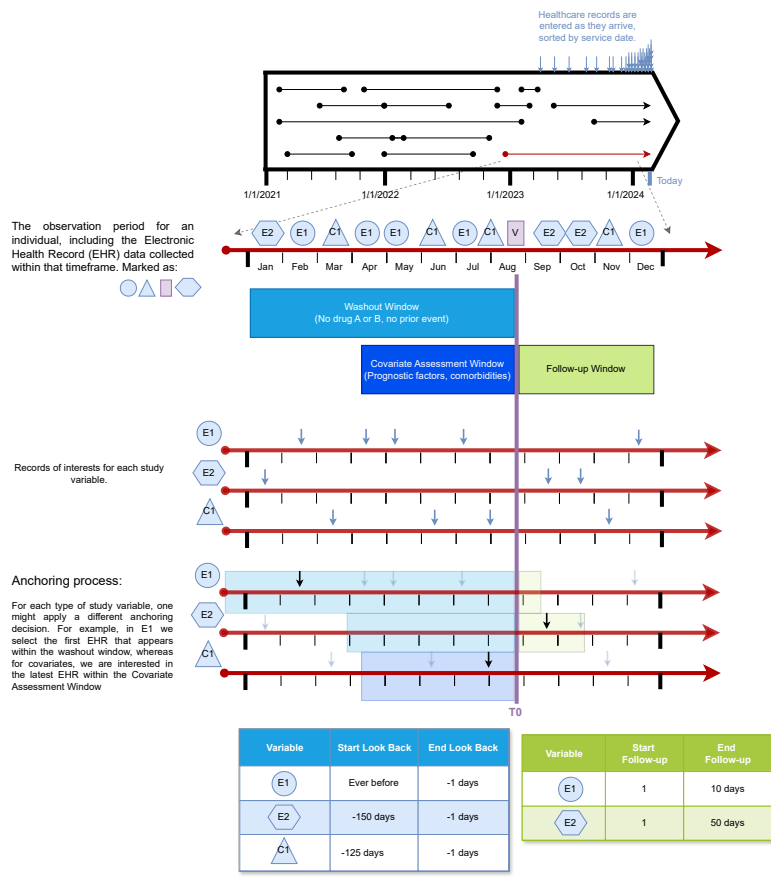 Healthcare records are
entered as they arrive,
sorted by service date.
1/1/2021
1/1/2022
1/1/2023
1/1/2024
Today
The observation period for an
individual, including the Electronic
Health Record (EHR) data collected
within that timeframe. Marked as:
E2 E1 C1 E1 E1 C1 E1 C1 V E2 E2 C1 E1
Jan Feb Mar Apr May Jun Jul Aug Sep Oct Nov Dec
Washout Window
(No drug A or B, no prior event)
Covariate Assessment Window
(Prognostic factors, comorbidities)
Follow-up Window
E1
Records of interests for each study
variable.
E2
C1
Anchoring process:
For each type of study variable, one
might apply a different anchoring
decision. For example, in E1 we
select the first EHR that appears
within the washout window, whereas
for covariates, we are interested in
the latest EHR within the Covariate
Assessment Window
E1
E2
C1
T0
Variable Start Look Back End Look Back
E1 Ever before -1 days
E2 -150 days -1 days
C1 -125 days -1 days
Variable Start Follow-up End Follow-up
E1 1 10 days
E2 1 50 days